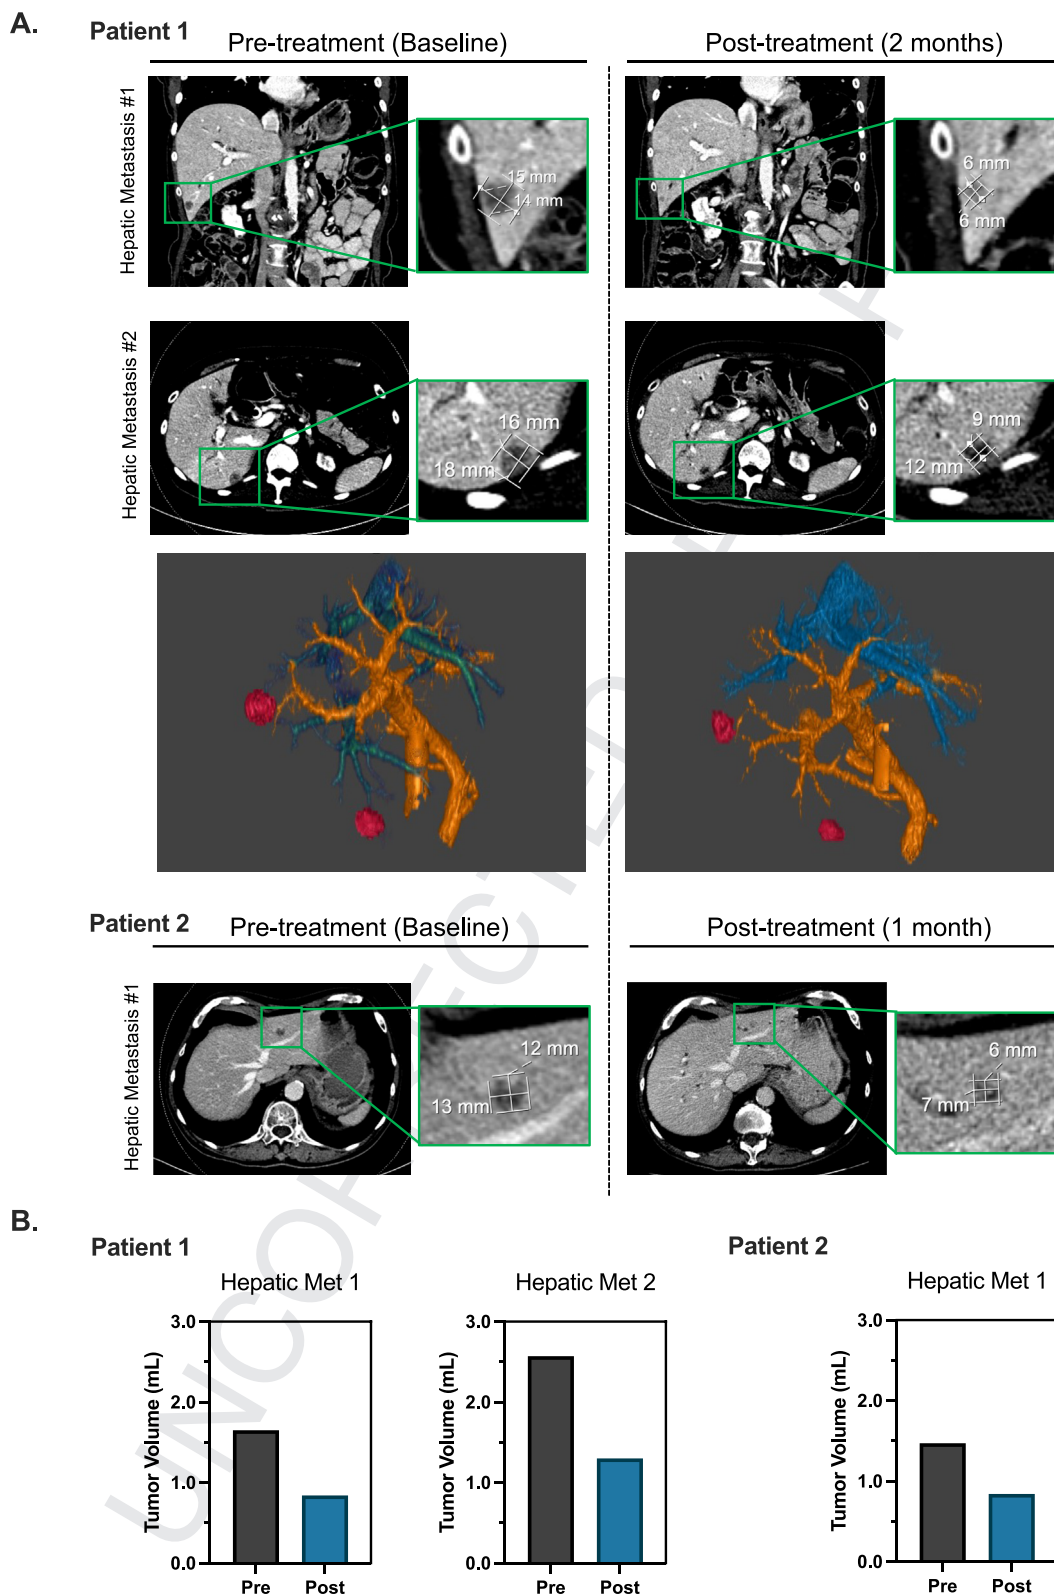 A.
Patient 1
Pre-treatment (Baseline)
Post-treatment (2 months)
Hepatic Metastasis #1
15 mm
14 mm
6 mm
6 mm
Hepatic Metastasis #2
16 mm
18 mm
9 mm
12 mm
Patient 2
Pre-treatment (Baseline)
Post-treatment (1 month)
Hepatic Metastasis #1
12 mm
13 mm
6 mm
7 mm
B.
Patient 1
Patient 2
Hepatic Met 1
Hepatic Met 2
Hepatic Met 1
Tumor Volume (mL)
3.0
2.0
1.0
0.0
Pre
Post
Tumor Volume (mL)
3.0
2.0
1.0
0.0
Pre
Post
Tumor Volume (mL)
3.0
2.0
1.0
0.0
Pre
Post